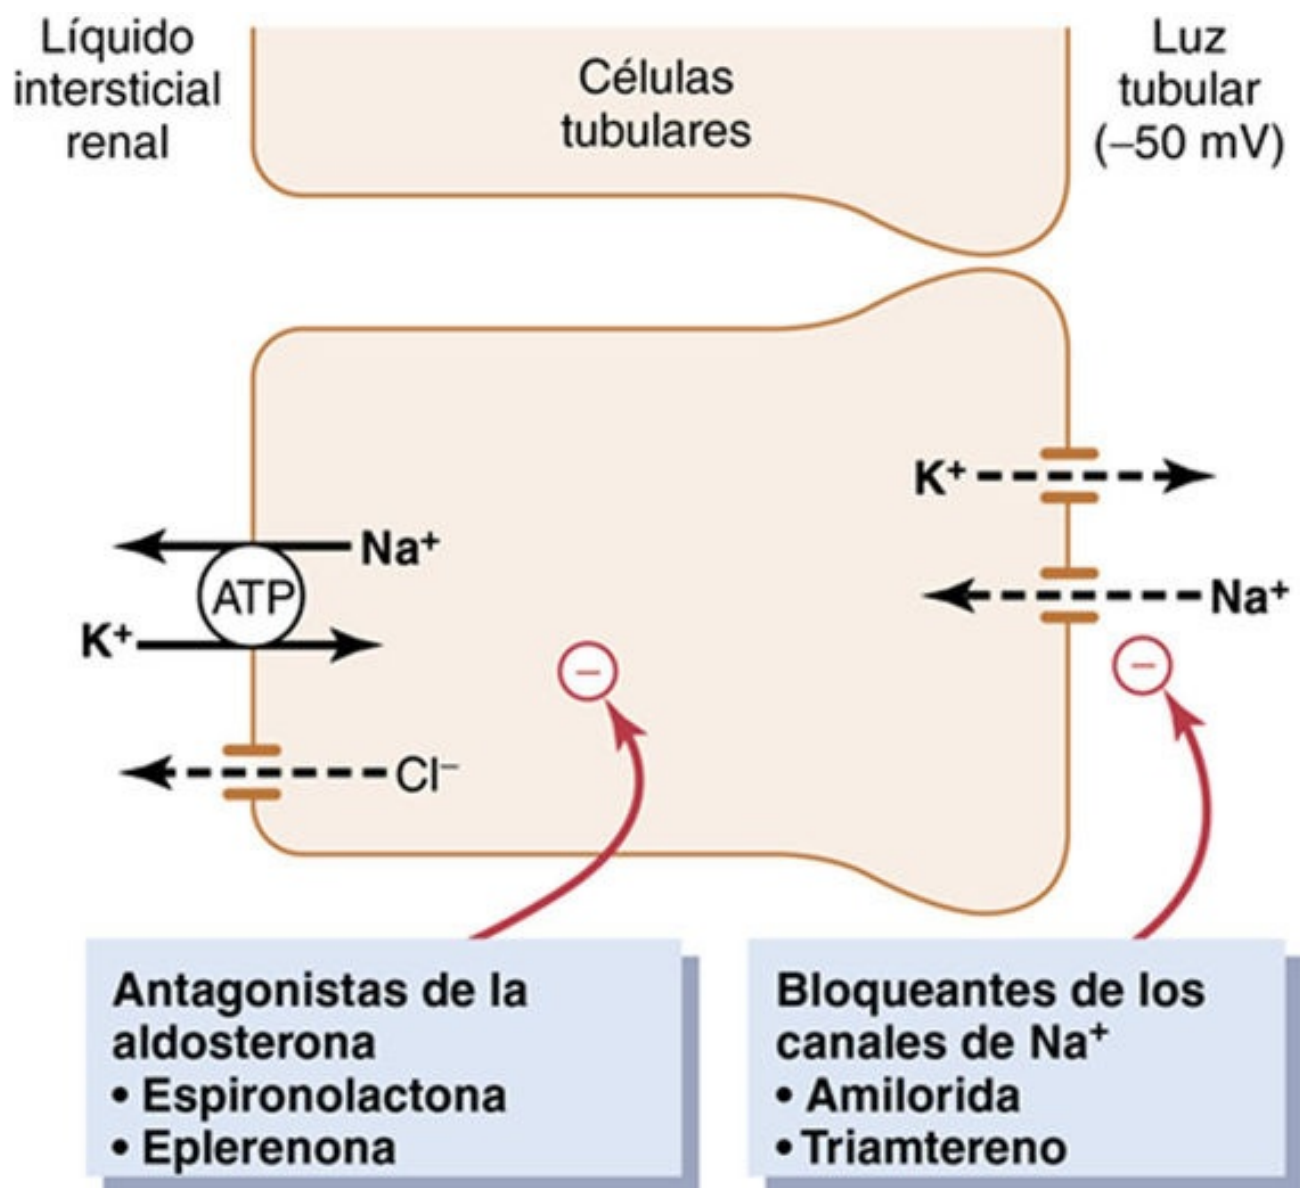 Líquido
intersticial
renal
Células
tubulares
Luz
tubular
(–50 mV)
K⁺
Na⁺
ATP
Na⁺
K⁺
–
–
Cl⁻
Antagonistas de la
aldosterona
• Espironolactona
• Eplerenona
Bloqueantes de los
canales de Na⁺
• Amilorida
• Triamtereno